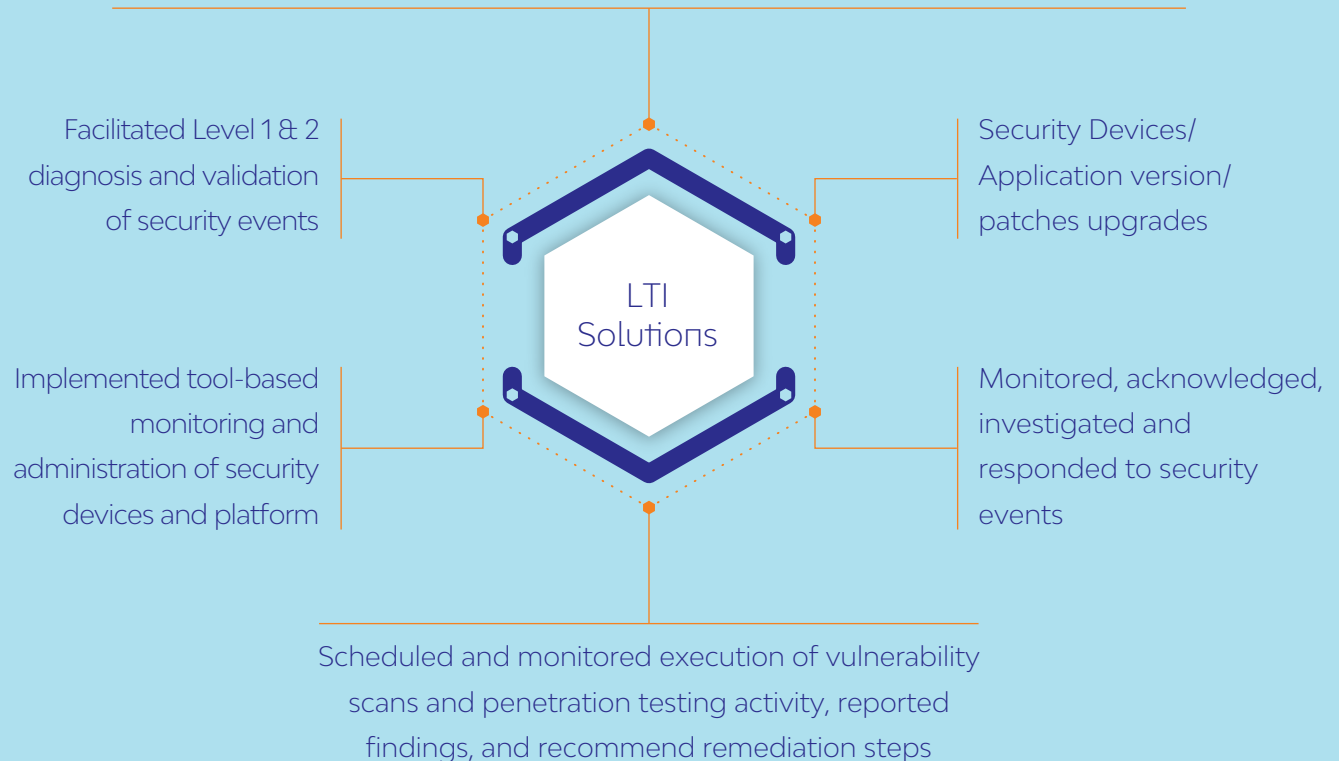 Facilitated Level 1 & 2
diagnosis and validation
of security events
Security Devices/
Application version/
patches upgrades
LTI
Solutions
Implemented tool-based
monitoring and
administration of security
devices and platform
Monitored, acknowledged,
investigated and
responded to security
events
Scheduled and monitored execution of vulnerability
scans and penetration testing activity, reported
findings, and recommend remediation steps